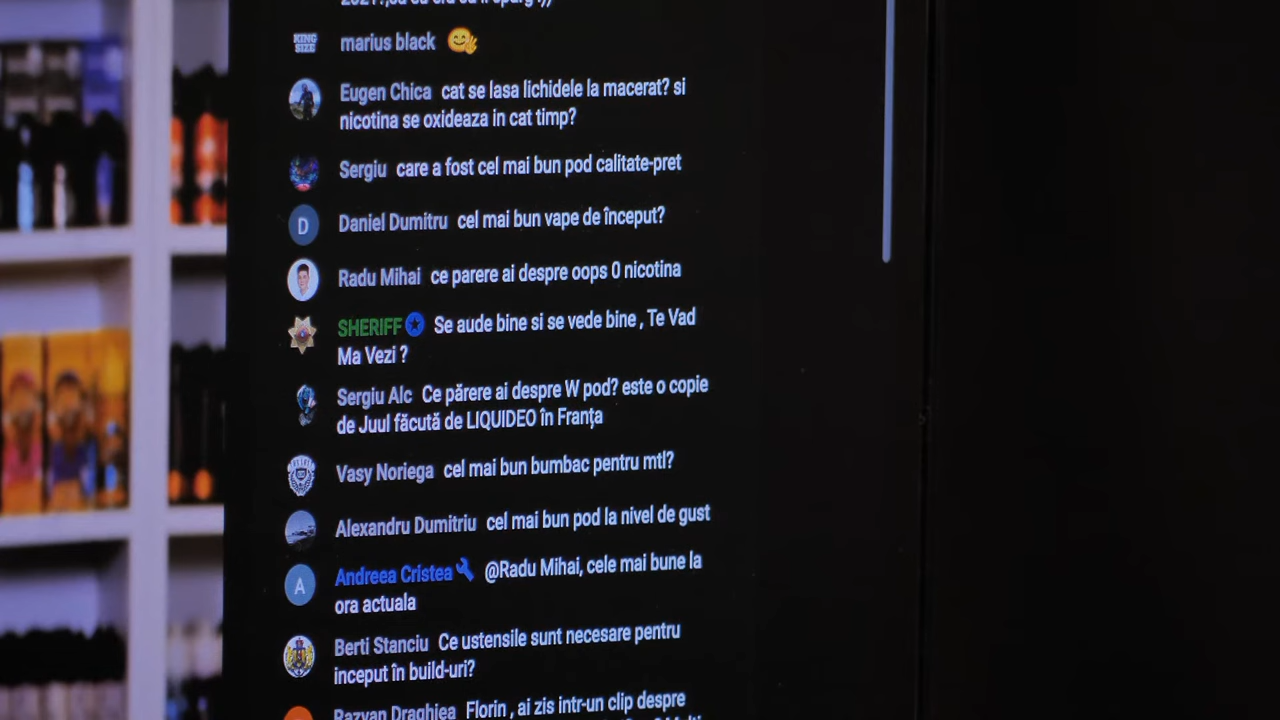 KING SIZE
marius black
Eugen Chica cat se lasa lichidele la macerat? si
nicotina se oxideaza in cat timp?
Sergiu care a fost cel mai bun pod calitate-pret
D Daniel Dumitru cel mai bun vape de început?
Radu Mihai ce parere ai despre oops 0 nicotina
SHERIFF Se aude bine si se vede bine , Te Vad
Ma Vezi ?
Sergiu Alc Ce părere ai despre W pod? este o copie
de Juul făcută de LIQUIDEO în Franța
Vasy Noriega cel mai bun bumbac pentru mtl?
Alexandru Dumitriu cel mai bun pod la nivel de gust
A Andreea Cristea @Radu Mihai, cele mai bune la
ora actuala
Berti Stanciu Ce ustensile sunt necesare pentru
inceput în build-uri?
Razvan Draghiea Florin , ai zis intr-un clip despre